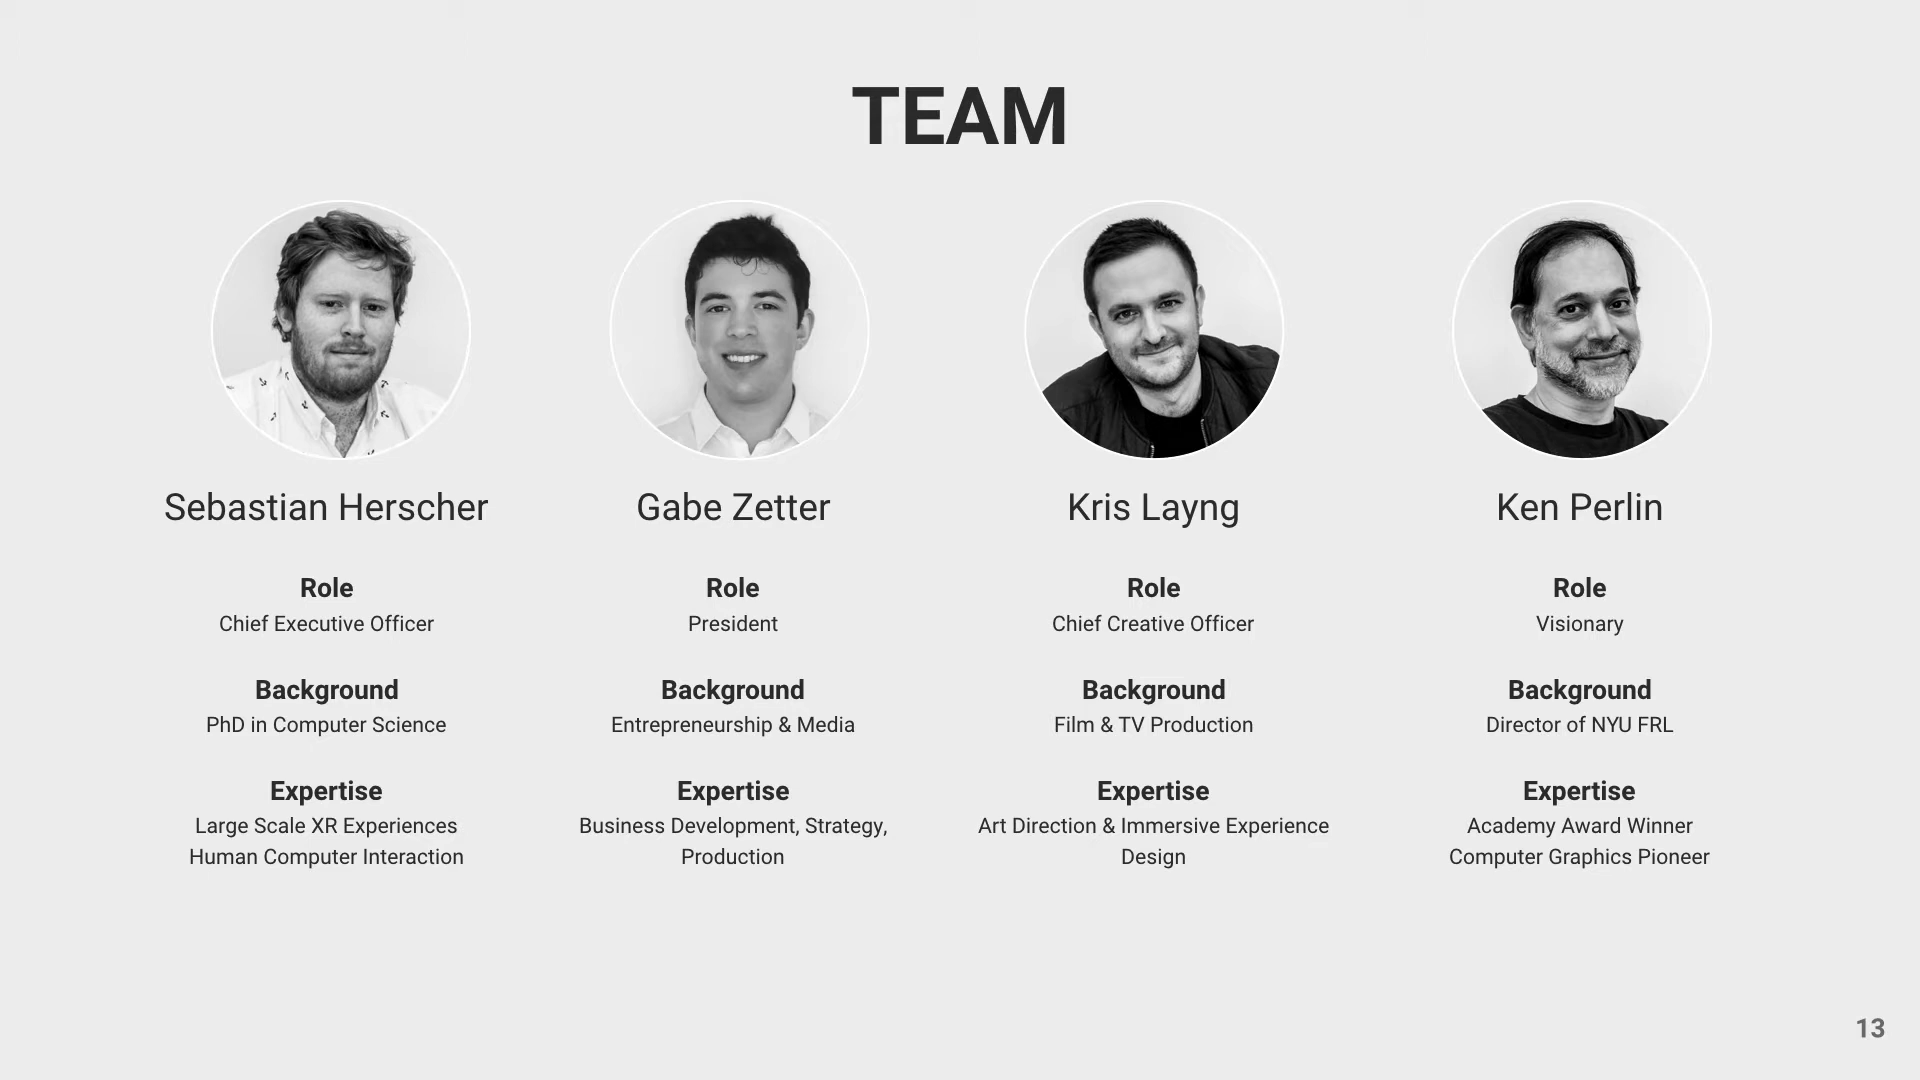 TEAM
Sebastian Herscher
Role
Chief Executive Officer
Background
PhD in Computer Science
Expertise
Large Scale XR Experiences
Human Computer Interaction
Gabe Zetter
Role
President
Background
Entrepreneurship & Media
Expertise
Business Development, Strategy,
Production
Kris Layng
Role
Chief Creative Officer
Background
Film & TV Production
Expertise
Art Direction & Immersive Experience
Design
Ken Perlin
Role
Visionary
Background
Director of NYU FRL
Expertise
Academy Award Winner
Computer Graphics Pioneer
13